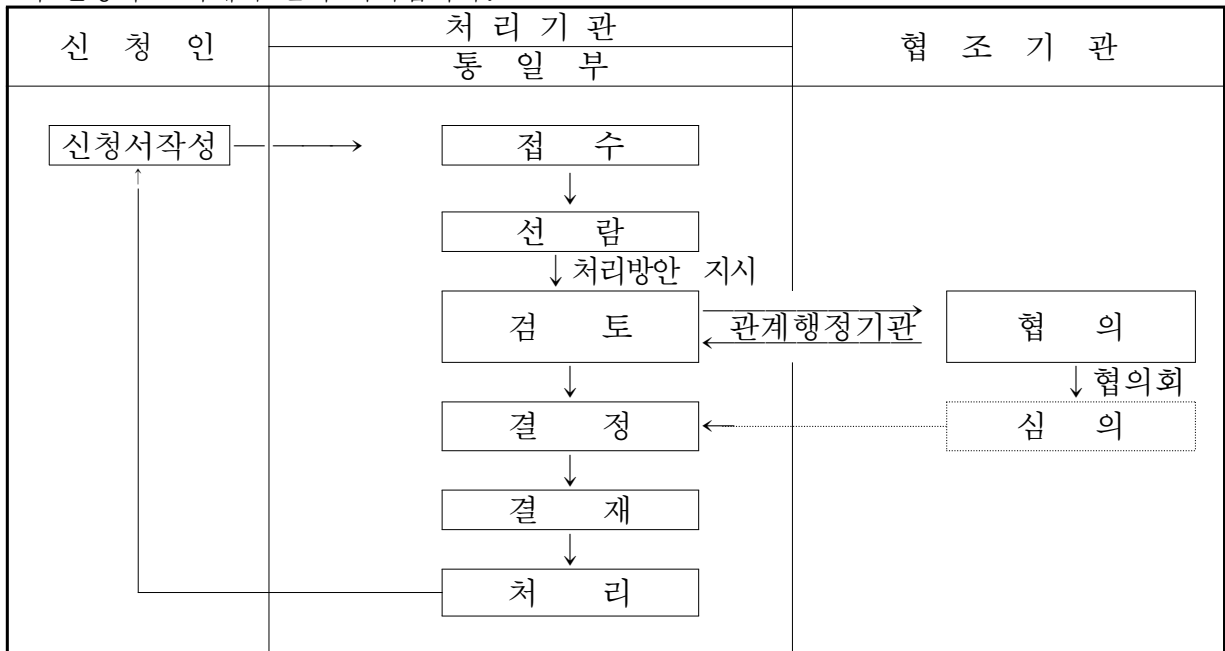 신 청 인
처 리 기 관
통 일 부
협 조 기 관
신청서작성
접 수
선 람
처리방안 지시
검 토
관계행정기관
협 의
협의회
결 정
심 의
결 재
처 리